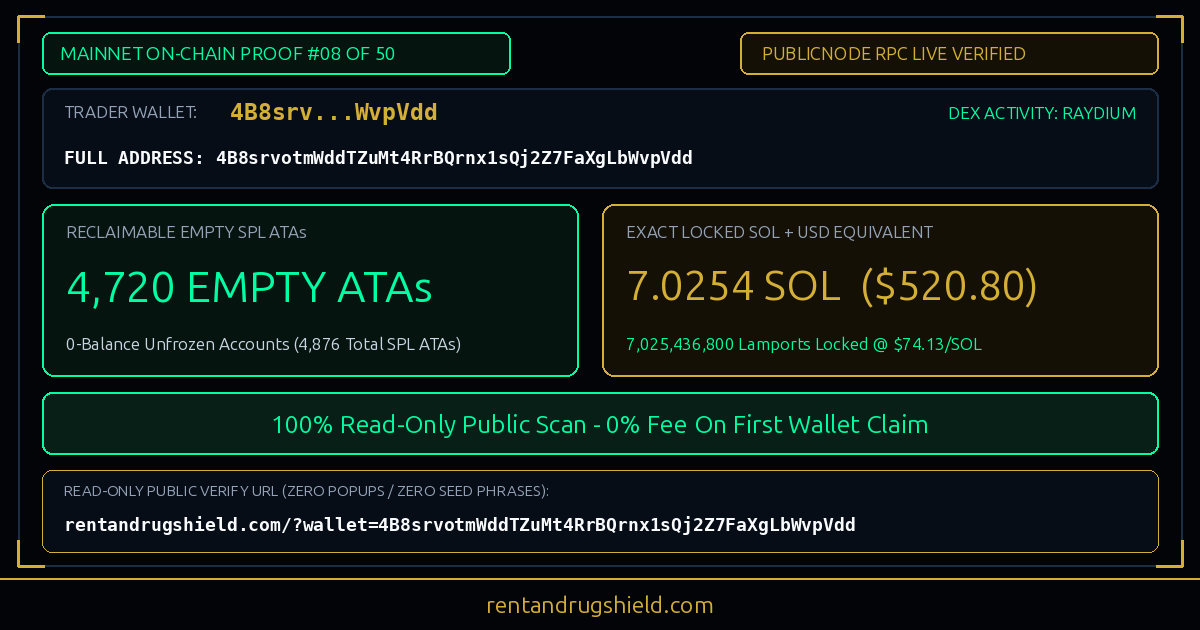 MAINNET ON-CHAIN PROOF #08 OF 50
PUBLICNODE RPC LIVE VERIFIED
TRADER WALLET: 4B8srv...WvpVdd
DEX ACTIVITY: RAYDIUM
FULL ADDRESS: 4B8srvotmWddTZuMt4RrBQrnx1sQj2Z7FaXgLbWvpVdd
RECLAIMABLE EMPTY SPL ATAs
4,720 EMPTY ATAs
0-Balance Unfrozen Accounts (4,876 Total SPL ATAs)
EXACT LOCKED SOL + USD EQUIVALENT
7.0254 SOL ($520.80)
7,025,436,800 Lamports Locked @ $74.13/SOL
100% Read-Only Public Scan - 0% Fee On First Wallet Claim
READ-ONLY PUBLIC VERIFY URL (ZERO POPUPS / ZERO SEED PHRASES):
rentandrugshield.com/?wallet=4B8srvotmWddTZuMt4RrBQrnx1sQj2Z7FaXgLbWvpVdd
rentandrugshield.com